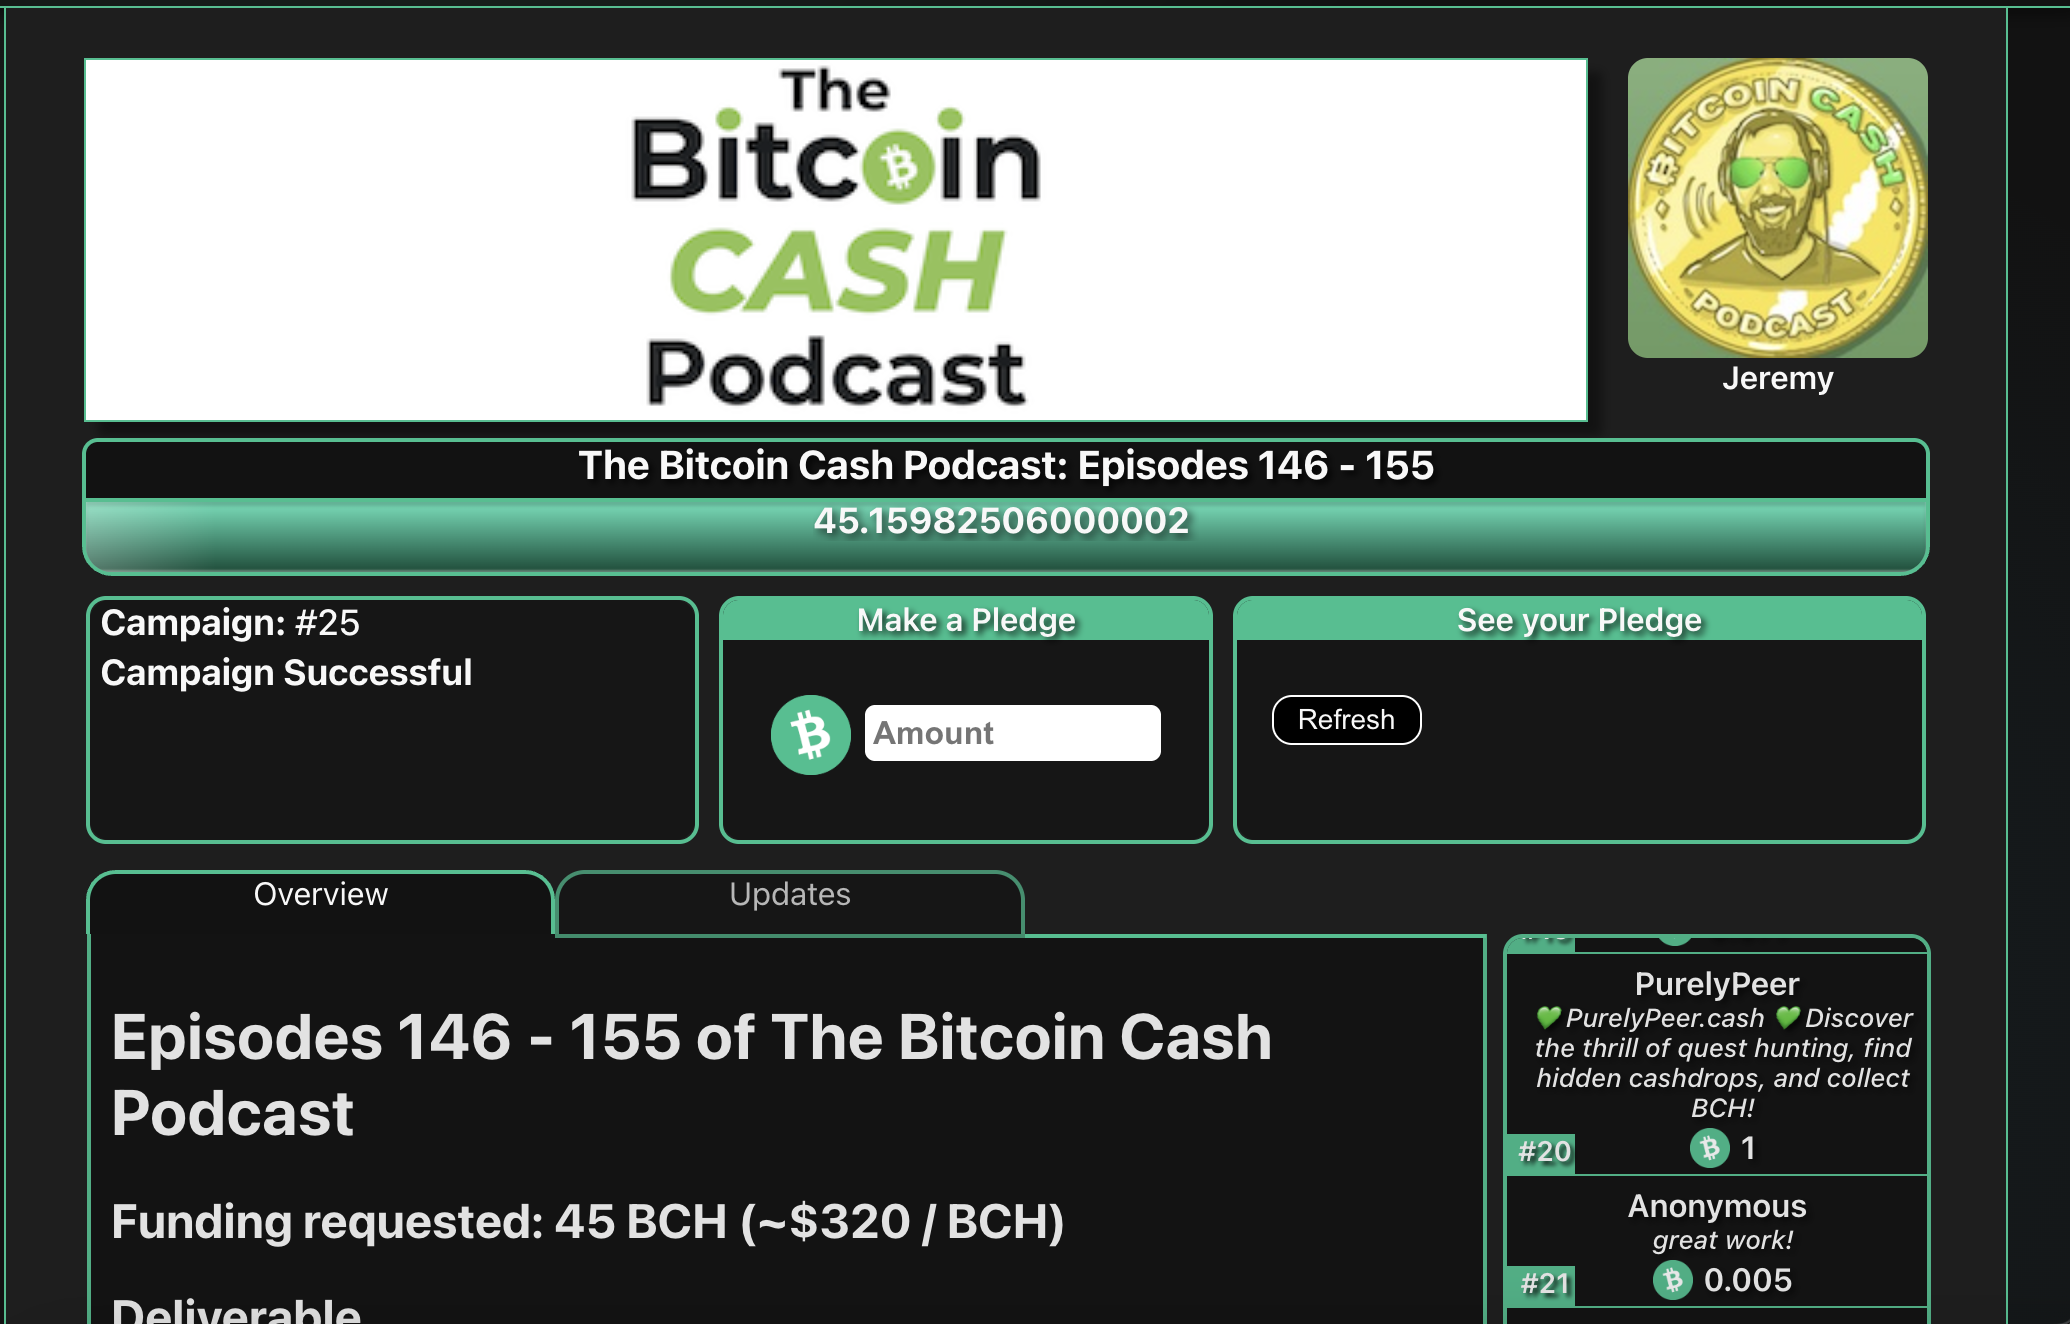 The
Bitcoin
CASH
Podcast
BITCOIN CASH
PODCAST
Jeremy
The Bitcoin Cash Podcast: Episodes 146 - 155
45.15982506000002
Campaign: #25
Campaign Successful
Make a Pledge
Amount
See your Pledge
Refresh
Overview
Updates
Episodes 146 - 155 of The Bitcoin Cash
Podcast
Funding requested: 45 BCH (~$320 / BCH)
Deliverable
PurelyPeer
💚 PurelyPeer.cash 💚 Discover
the thrill of quest hunting, find
hidden cashdrops, and collect
BCH!
#20
1
Anonymous
great work!
#21
0.005